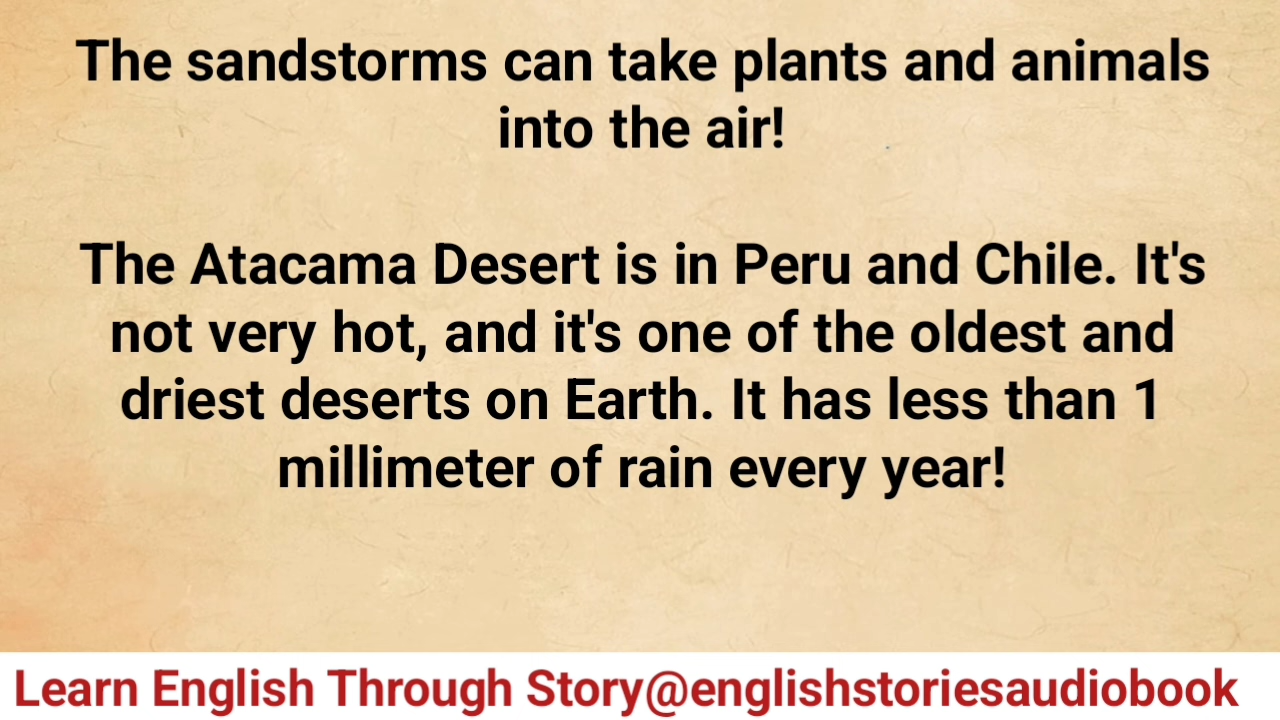 The sandstorms can take plants and animals
into the air!
The Atacama Desert is in Peru and Chile. It's
not very hot, and it's one of the oldest and
driest deserts on Earth. It has less than 1
millimeter of rain every year!
Learn English Through Story@englishstoriesaudiobook